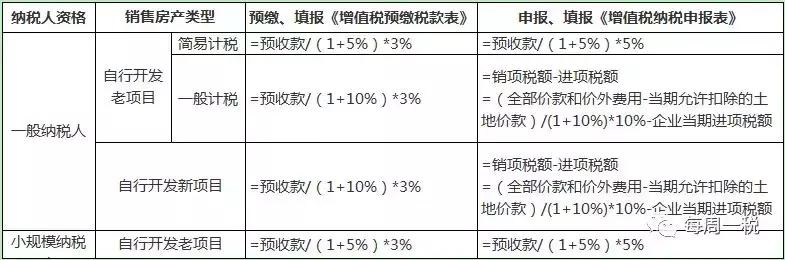 纳税人资格 销售房产类型 预缴、填报《增值税预缴税款表》 申报、填报《增值税纳税申报表》
一般纳税人
自行开发
老项目
简易计税 =预收款/（1+5%）*3% =预收款/（1+5%）*5%
一般计税 =预收款/（1+10%）*3%
=销项税额-进项税额
=（全部价款和价外费用-当期允许扣除的土
地价款）/(1+10%)*10%-企业当期进项税额
自行开发新项目 =预收款/（1+10%）*3%
=销项税额-进项税额
=（全部价款和价外费用-当期允许扣除的土
地价款）/(1+10%)*10%-企业当期进项税额
小规模纳税 自行开发老项目 =预收款/（1+5%）*3% =预收款/（1+5%）*5%
每周一税